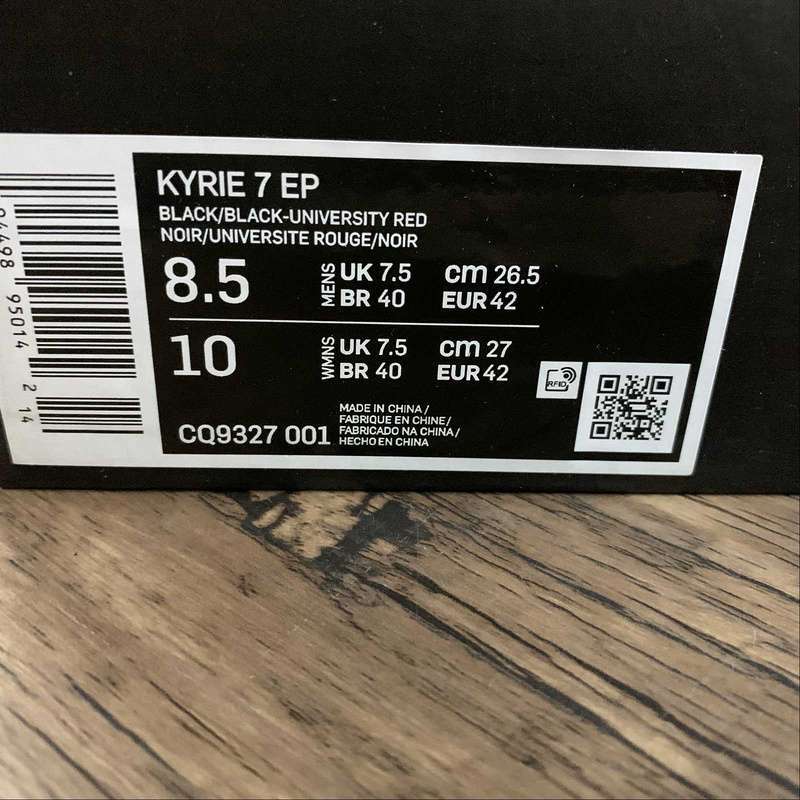 KYRIE 7 EP
BLACK/BLACK-UNIVERSITY RED
NOIR/UNIVERSITE ROUGE/NOIR
8.5 MENS UK 7.5 cm 26.5
BR 40 EUR 42
10 WMNS UK 7.5 cm 27
BR 40 EUR 42
RFID
CQ9327 001
MADE IN CHINA /
FABRIQUE EN CHINE /
FABRICADO NA CHINA /
HECHO EN CHINA
95014 2 14